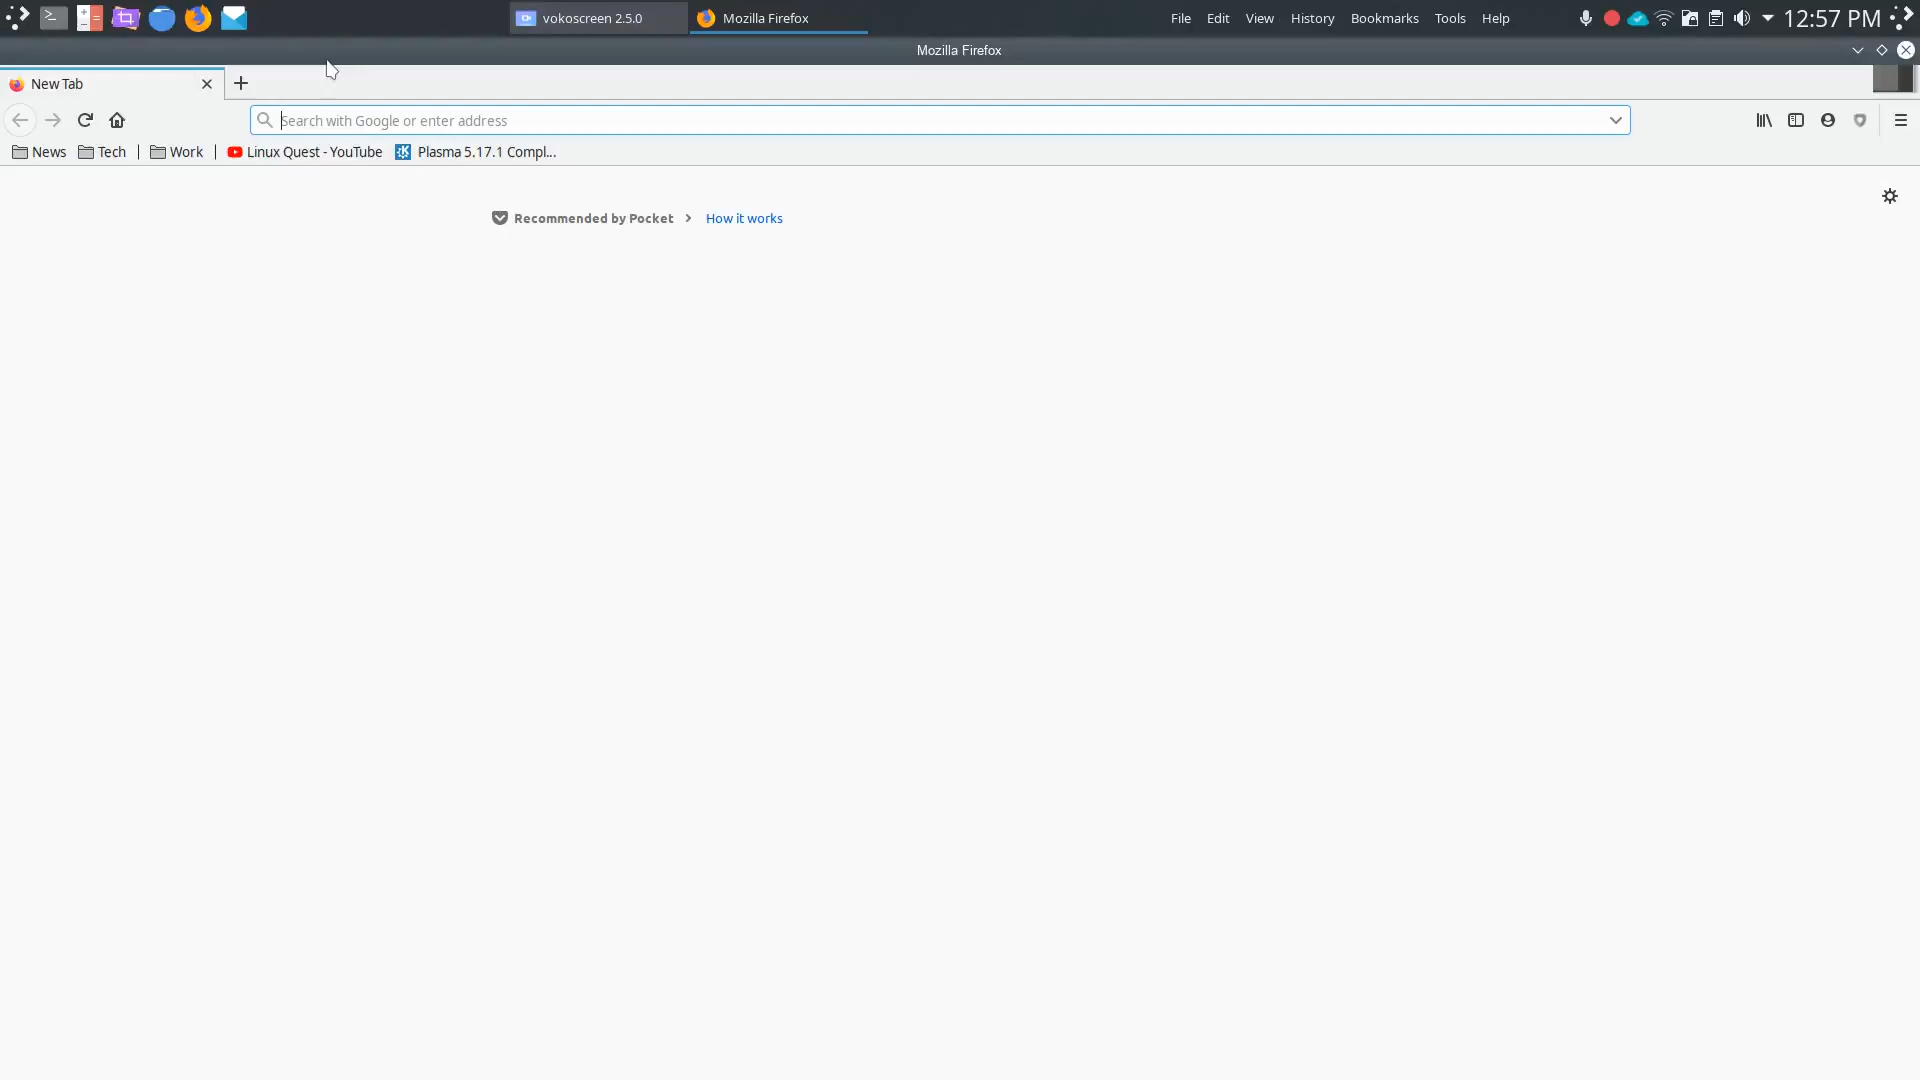 vokoscreen 2.5.0 Mozilla Firefox File Edit View History Bookmarks Tools Help 12:57 PM
Mozilla Firefox
New Tab
Search with Google or enter address
News Tech Work Linux Quest - YouTube Plasma 5.17.1 Compl...
Recommended by Pocket How it works